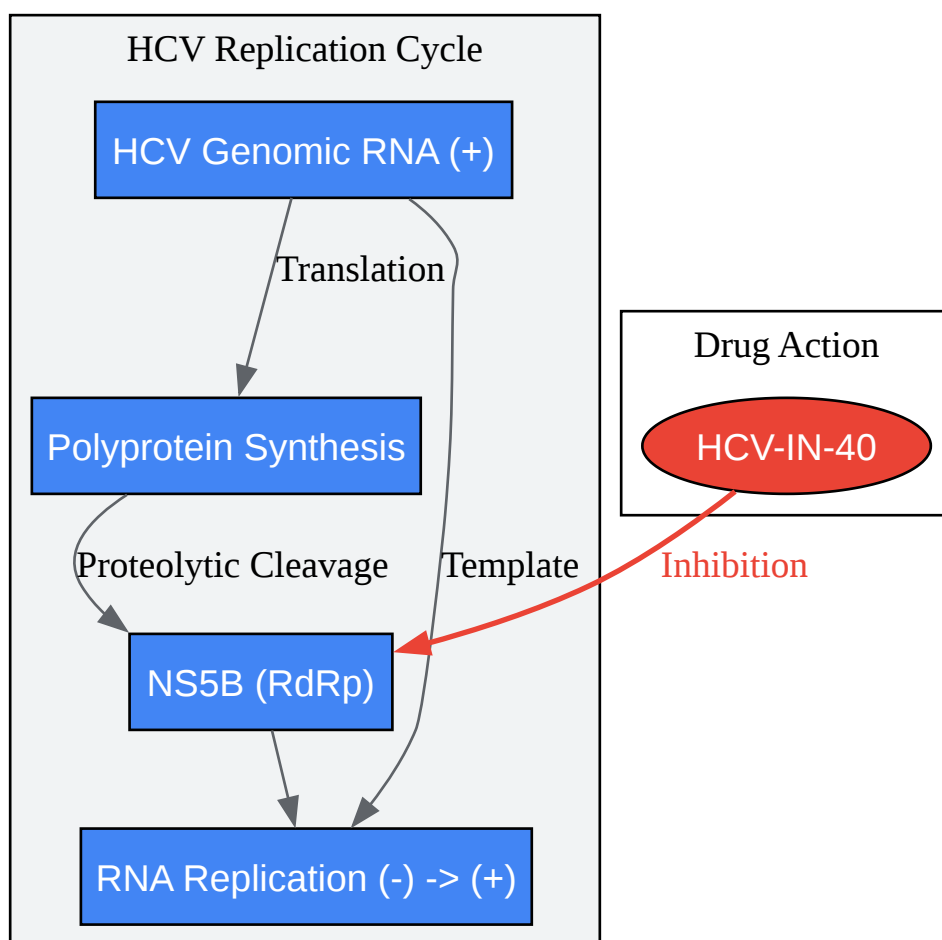 HCV Replication Cycle
HCV Genomic RNA (+)
Translation
Drug Action
Polyprotein Synthesis
HCV-IN-40
Proteolytic Cleavage
Template
Inhibition
NS5B (RdRp)
RNA Replication (-) -> (+)